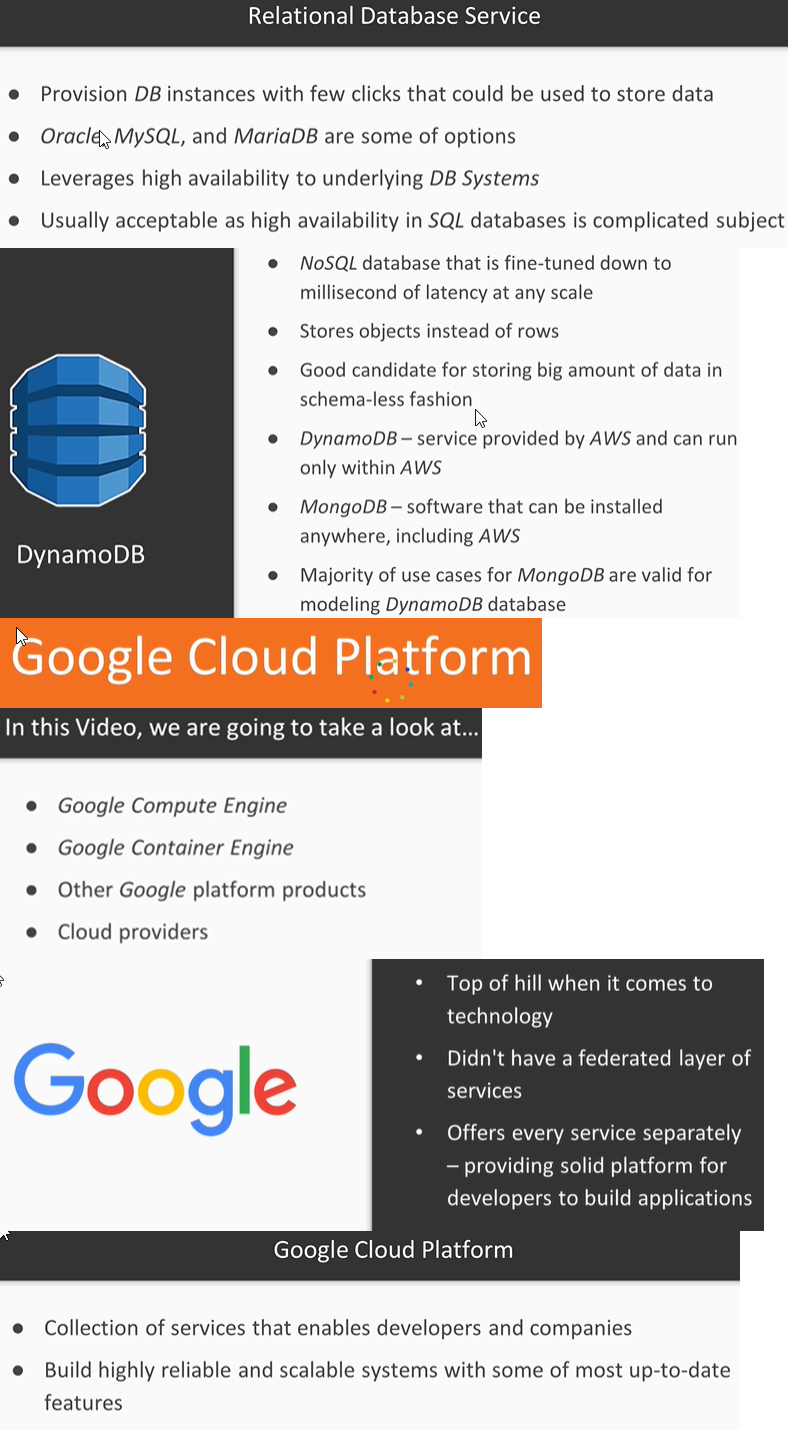 Relational Database Service
● Provision DB instances with few clicks that could be used to store data
● Oracle, MySQL, and MariaDB are some of options
● Leverages high availability to underlying DB Systems
● Usually acceptable as high availability in SQL databases is complicated subject
DynamoDB
● NoSQL database that is fine-tuned down to
millisecond of latency at any scale
● Stores objects instead of rows
● Good candidate for storing big amount of data in
schema-less fashion
● DynamoDB – service provided by AWS and can run
only within AWS
● MongoDB – software that can be installed
anywhere, including AWS
● Majority of use cases for MongoDB are valid for
modeling DynamoDB database
Google Cloud Platform
In this Video, we are going to take a look at...
● Google Compute Engine
● Google Container Engine
● Other Google platform products
● Cloud providers
Google
• Top of hill when it comes to
technology
• Didn't have a federated layer of
services
• Offers every service separately
– providing solid platform for
developers to build applications
Google Cloud Platform
● Collection of services that enables developers and companies
● Build highly reliable and scalable systems with some of most up-to-date
features